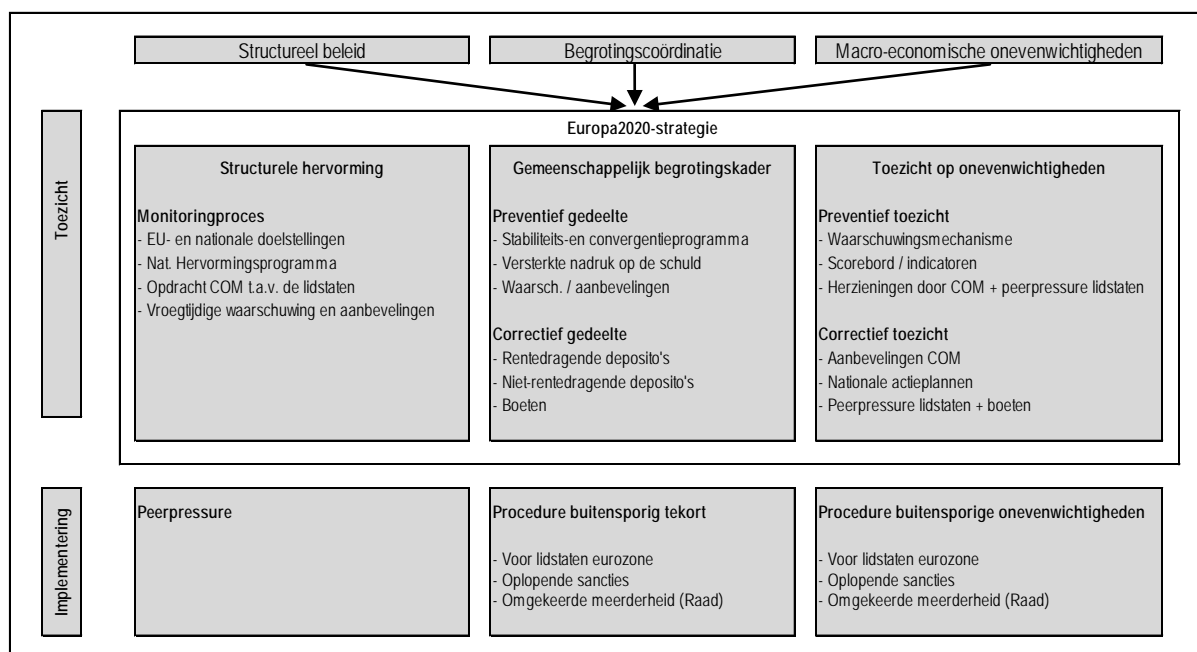 Structureel beleid
Begrotingscoördinatie
Macro-economische onevenwichtigheden
Toezicht
Europa2020-strategie
Structurele hervorming
Monitoringproces
- EU- en nationale doelstellingen
- Nat. Hervormingsprogramma
- Opdracht COM t.a.v. de lidstaten
- Vroegtijdige waarschuwing en aanbevelingen
Gemeenschappelijk begrotingskader
Preventief gedeelte
- Stabiliteits-en convergentieprogramma
- Versterkte nadruk op de schuld
- Waarsch. / aanbevelingen
Correctief gedeelte
- Rentedragende deposito's
- Niet-rentedragende deposito's
- Boeten
Toezicht op onevenwichtigheden
Preventief toezicht
- Waarschuwingsmechanisme
- Scorebord / indicatoren
- Herzieningen door COM + peerpressure lidstaten
Correctief toezicht
- Aanbevelingen COM
- Nationale actieplannen
- Peerpressure lidstaten + boeten
Implementering
Peerpressure
Procedure buitensporig tekort
- Voor lidstaten eurozone
- Oplopende sancties
- Omgekeerde meerderheid (Raad)
Procedure buitensporige onevenwichtigheden
- Voor lidstaten eurozone
- Oplopende sancties
- Omgekeerde meerderheid (Raad)